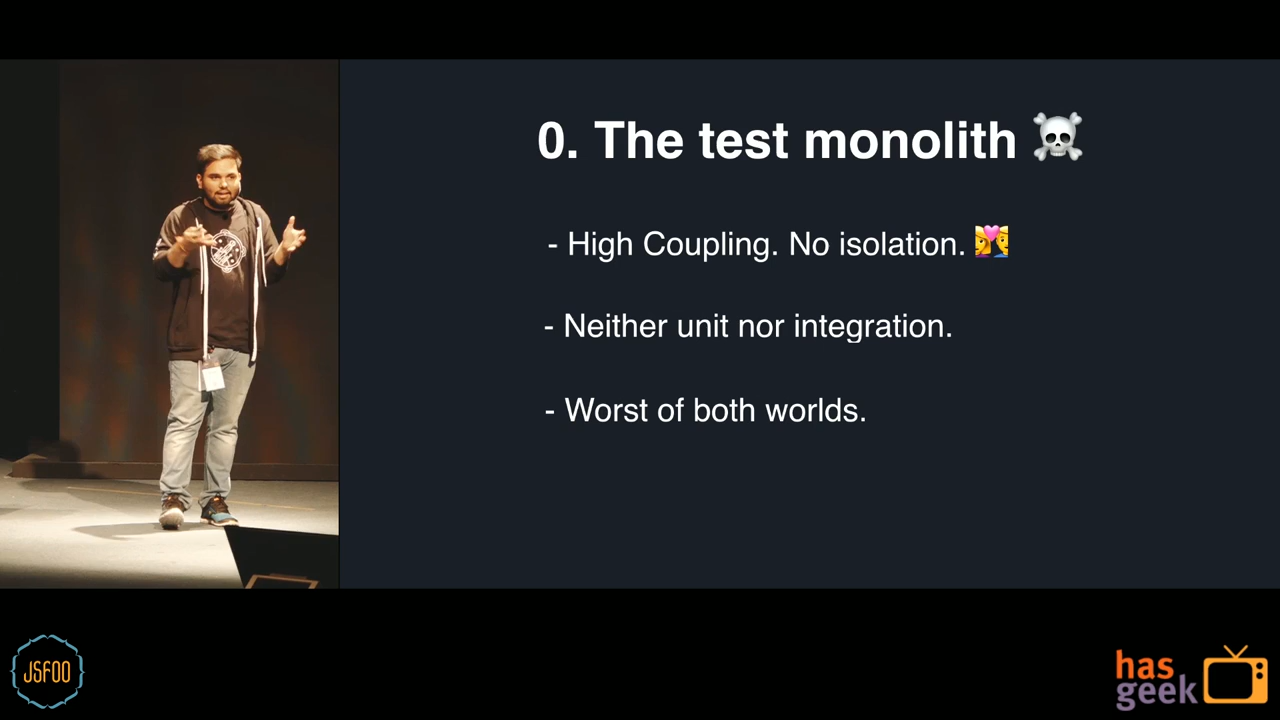 0. The test monolith ☠️
- High Coupling. No isolation. 💏
- Neither unit nor integration.
- Worst of both worlds.
JSFOO
has
geek